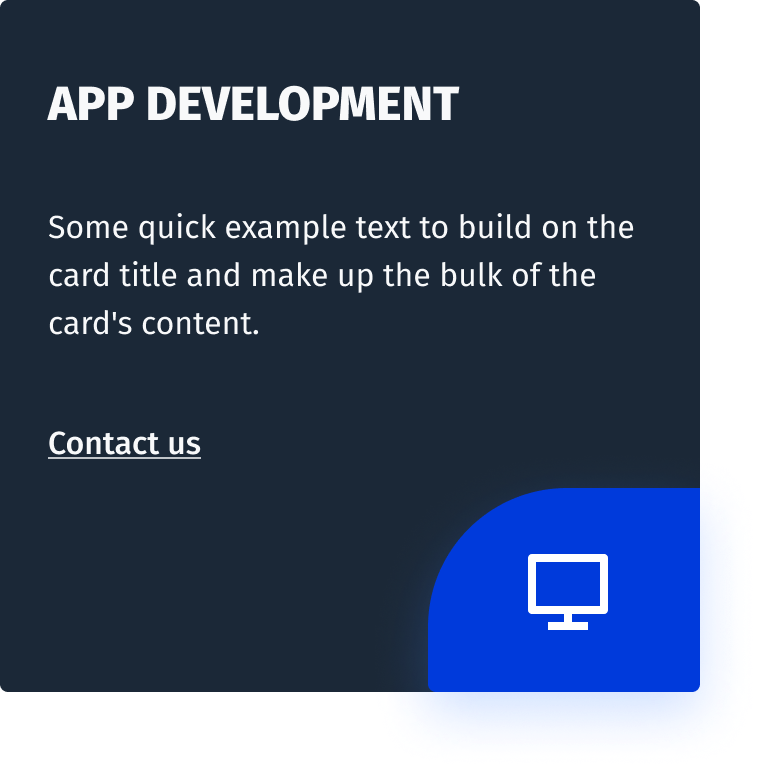 APP DEVELOPMENT
Some quick example text to build on the
card title and make up the bulk of the
card's content.
Contact us